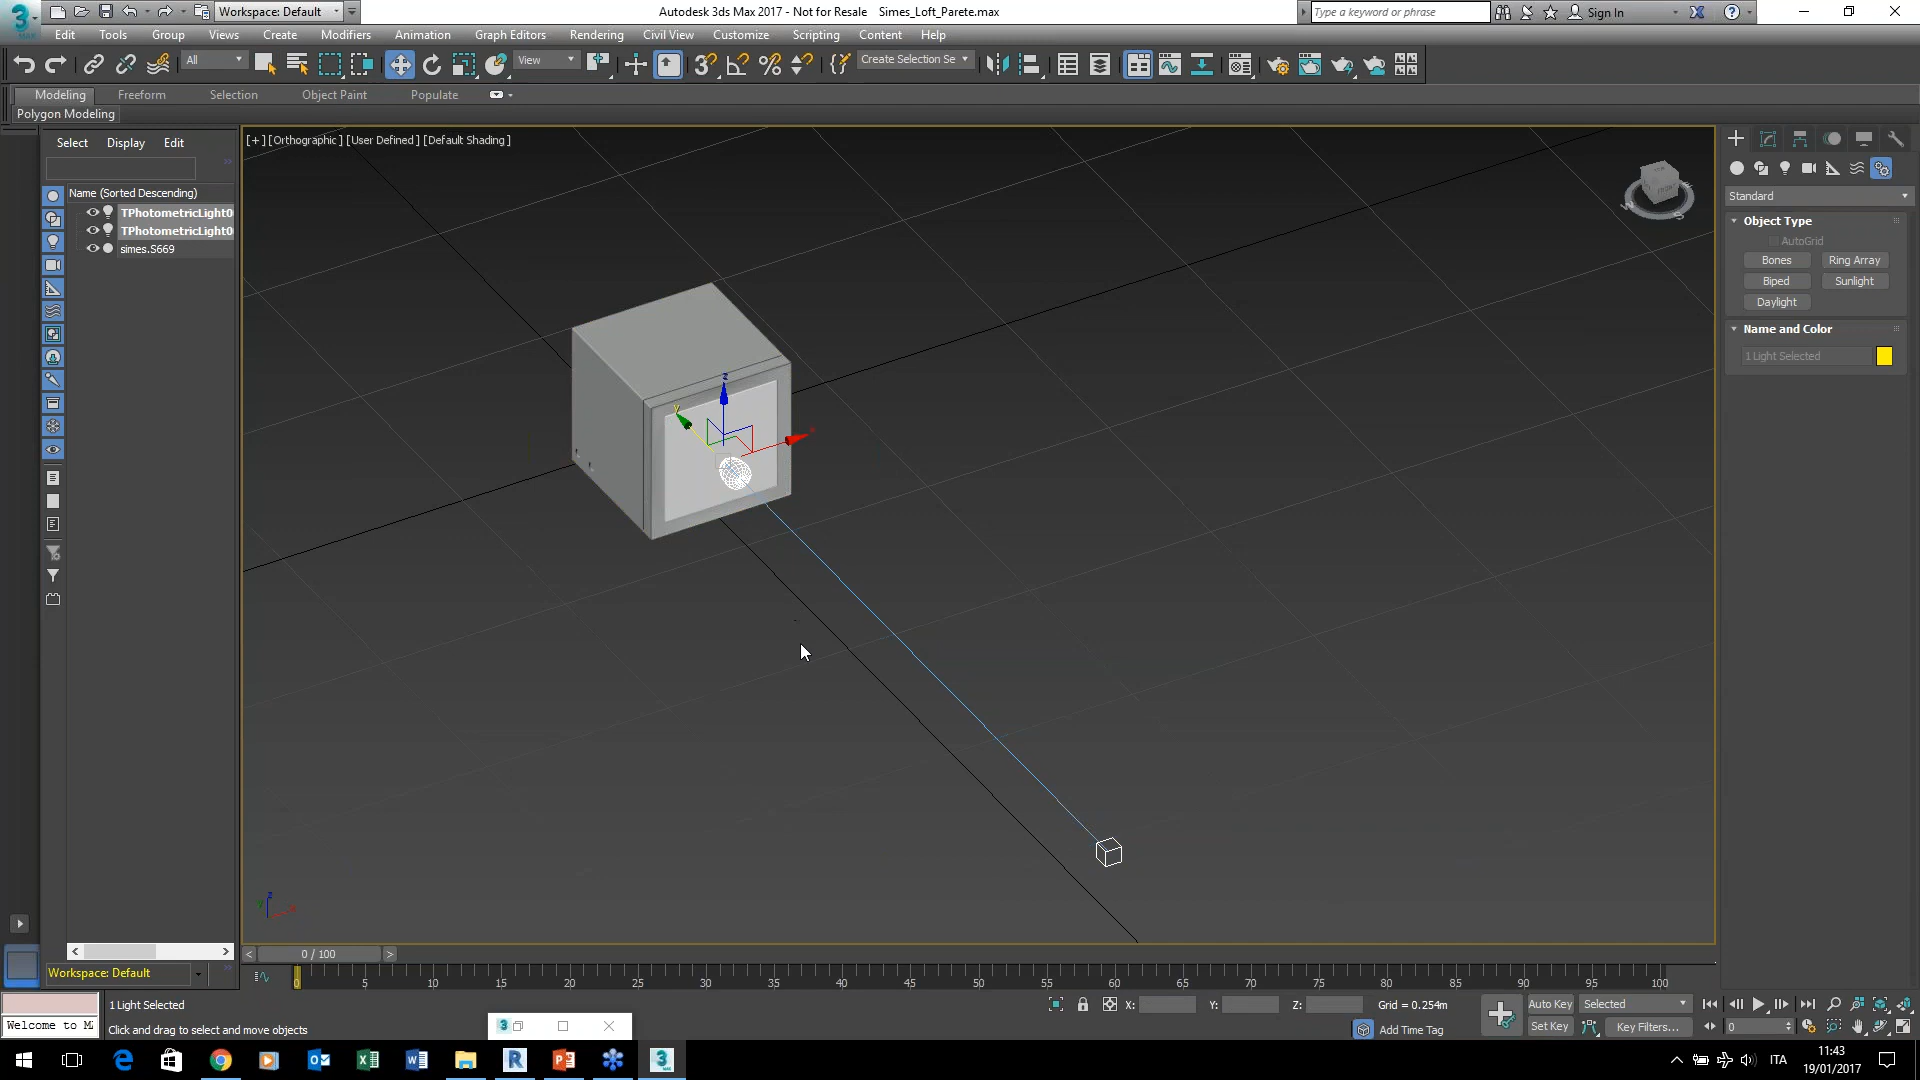 Workspace: Default
Autodesk 3ds Max 2017 - Not for Resale Simes_Loft_Parete.max
Type a keyword or phrase
Sign In
Edit Tools Group Views Create Modifiers Animation Graph Editors Rendering Civil View Customize Scripting Content Help
All
View
Create Selection Se
Modeling Freeform Selection Object Paint Populate
Polygon Modeling
Select Display Edit
Name (Sorted Descending)
TPhotometricLight0
TPhotometricLight0
simes.S669
[+] [Orthographic] [User Defined] [Default Shading]
Standard
Object Type
AutoGrid
Bones Ring Array
Biped Sunlight
Daylight
Name and Color
1 Light Selected
0 / 100
Workspace: Default
0 5 10 15 20 25 30 35 40 45 50 55 60 65 70 75 80 85 90 95 100
1 Light Selected
X: Y: Z: Grid = 0.254m
Auto Key Selected
Welcome to M
Click and drag to select and move objects
Add Time Tag
Set Key Key Filters...
0
ITA
11:43
19/01/2017